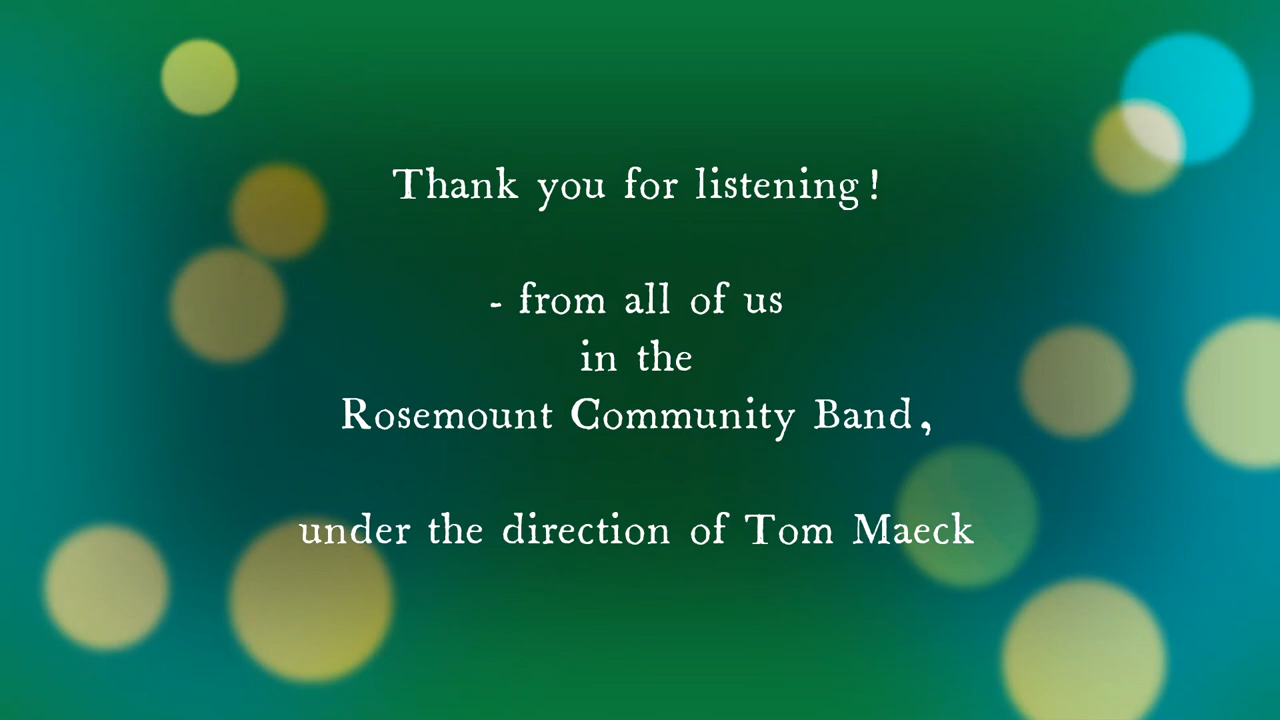 Thank you for listening!
- from all of us
in the
Rosemount Community Band,
under the direction of Tom Maeck